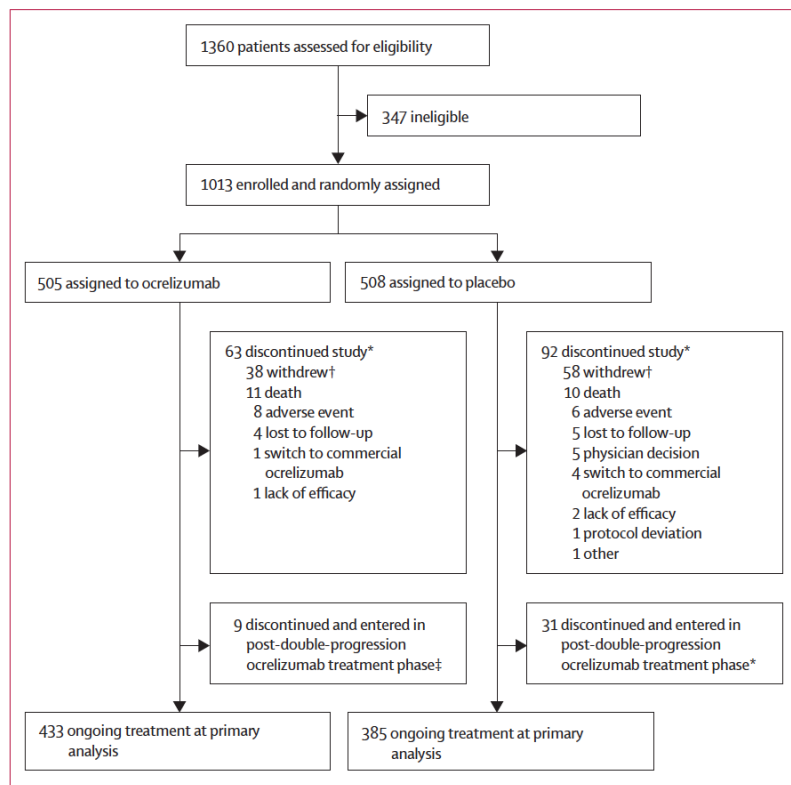 1360 patients assessed for eligibility
347 ineligible
1013 enrolled and randomly assigned
505 assigned to ocrelizumab
508 assigned to placebo
63 discontinued study*
38 withdrew†
11 death
8 adverse event
4 lost to follow-up
1 switch to commercial
ocrelizumab
1 lack of efficacy
92 discontinued study*
58 withdrew†
10 death
6 adverse event
5 lost to follow-up
5 physician decision
4 switch to commercial
ocrelizumab
2 lack of efficacy
1 protocol deviation
1 other
9 discontinued and entered in
post-double-progression
ocrelizumab treatment phase‡
31 discontinued and entered in
post-double-progression
ocrelizumab treatment phase*
433 ongoing treatment at primary
analysis
385 ongoing treatment at primary
analysis